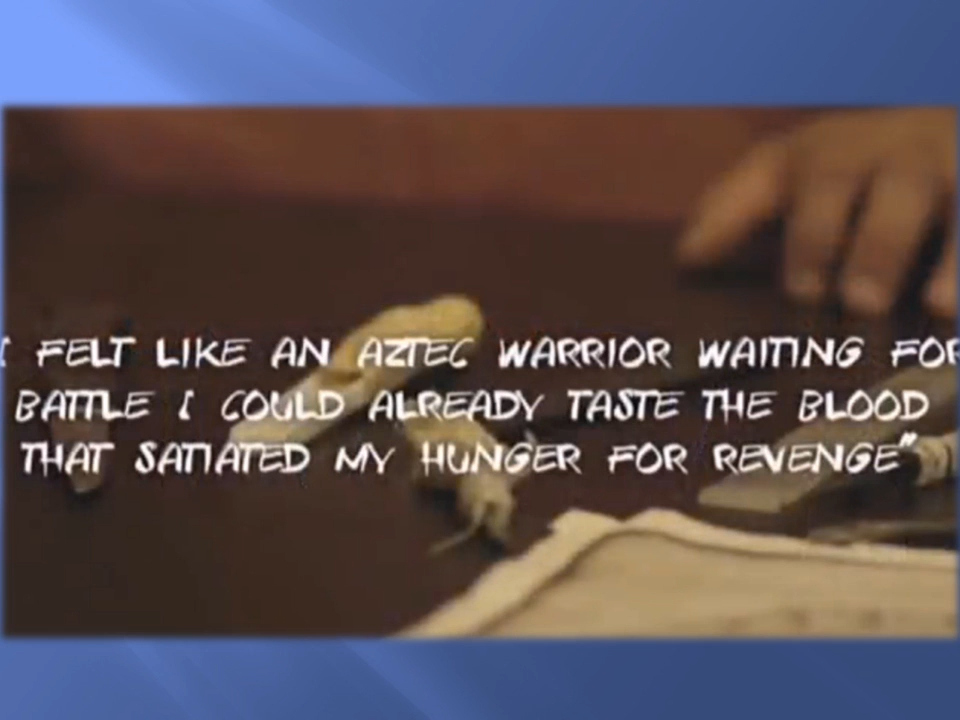 I FELT LIKE AN AZTEC WARRIOR WAITING FOR
BATTLE I COULD ALREADY TASTE THE BLOOD
THAT SATIATED MY HUNGER FOR REVENGE"